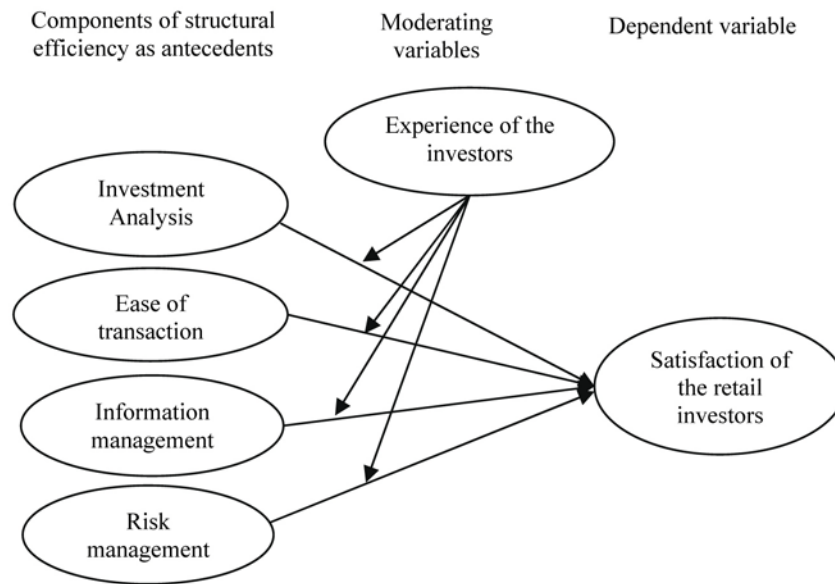 Components of structural
efficiency as antecedents
Moderating
variables
Dependent variable
Experience of the
investors
Investment
Analysis
Ease of
transaction
Information
management
Risk
management
Satisfaction of
the retail
investors